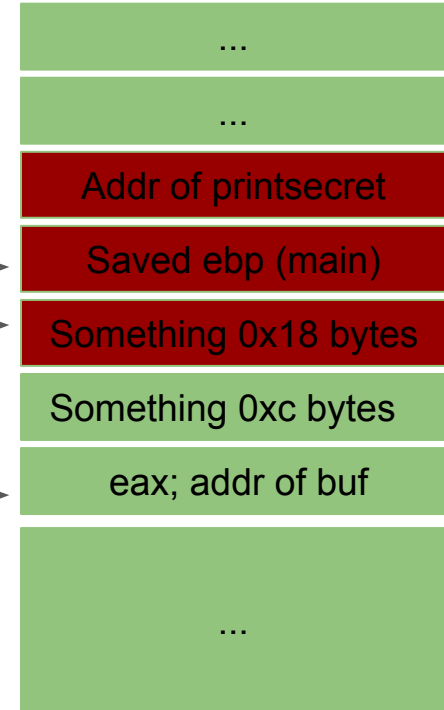 ...
...
Addr of printsecret
Saved ebp (main)
Something 0x18 bytes
Something 0xc bytes
eax; addr of buf
...